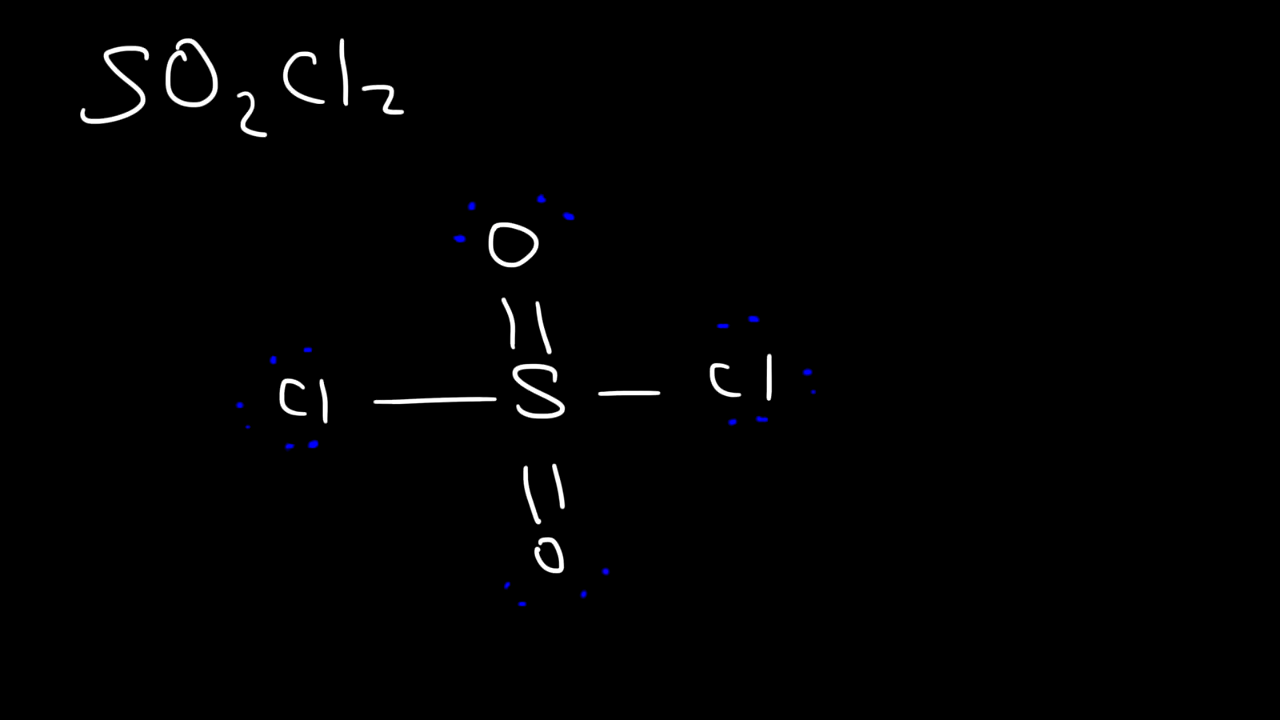 SO₂Cl₂
O
Cl — S — Cl
O